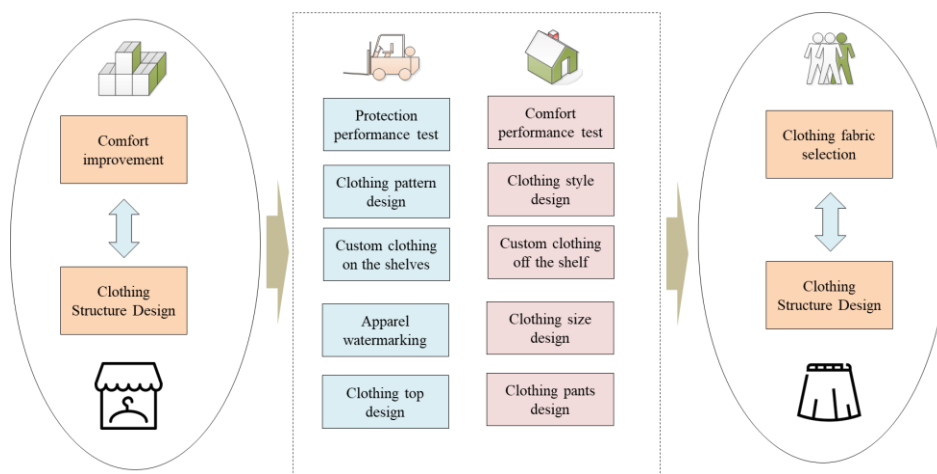 Comfort
improvement
Clothing
Structure Design
Protection
performance test
Comfort
performance test
Clothing pattern
design
Clothing style
design
Custom clothing
on the shelves
Custom clothing
off the shelf
Apparel
watermarking
Clothing size
design
Clothing top
design
Clothing pants
design
Clothing fabric
selection
Clothing
Structure Design